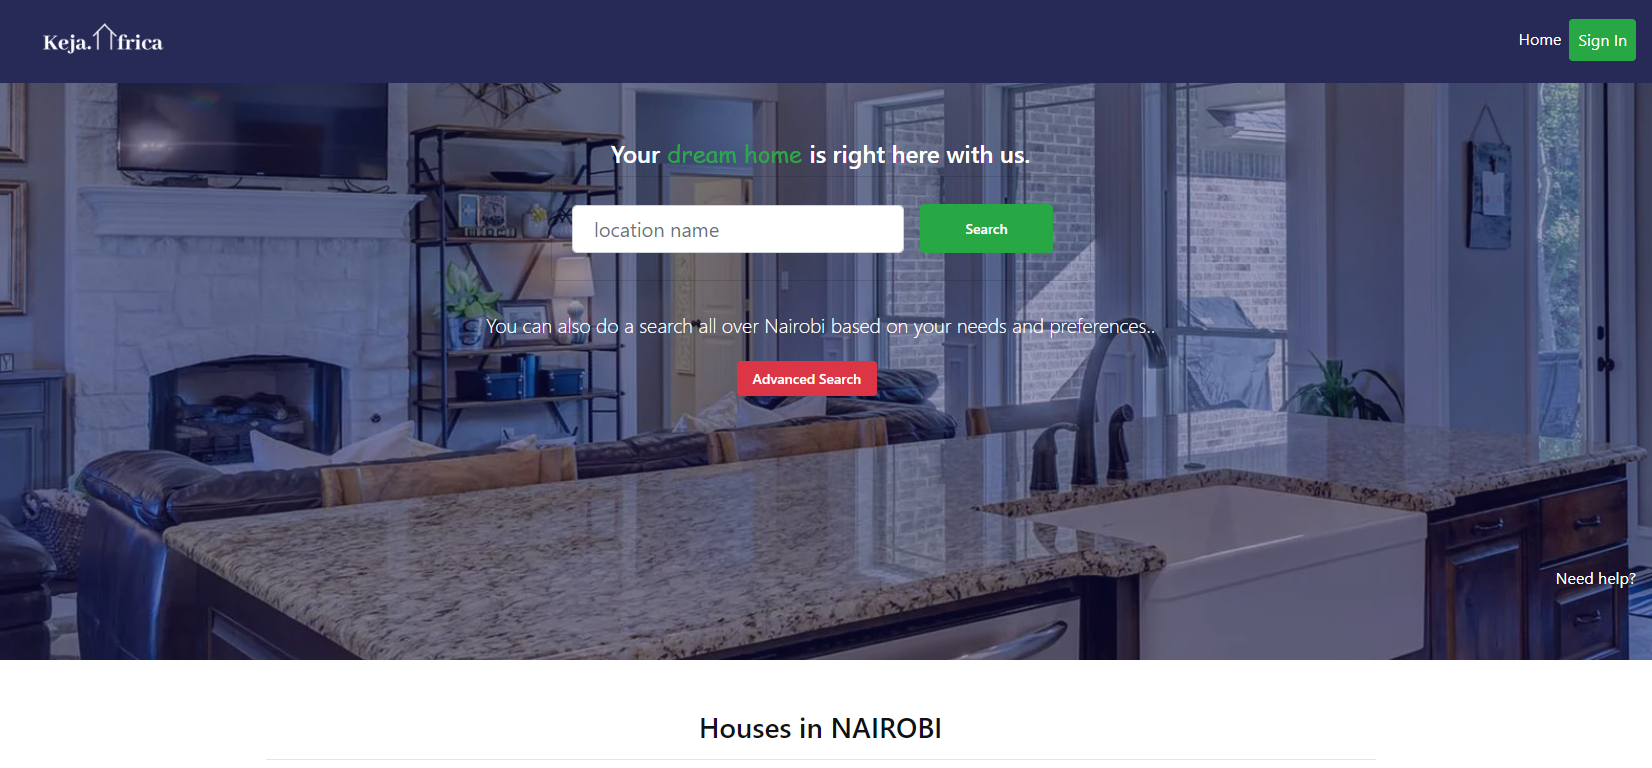 Keja.Africa
Home
Sign In
Your dream home is right here with us.
location name
Search
You can also do a search all over Nairobi based on your needs and preferences..
Advanced Search
Need help?
Houses in NAIROBI